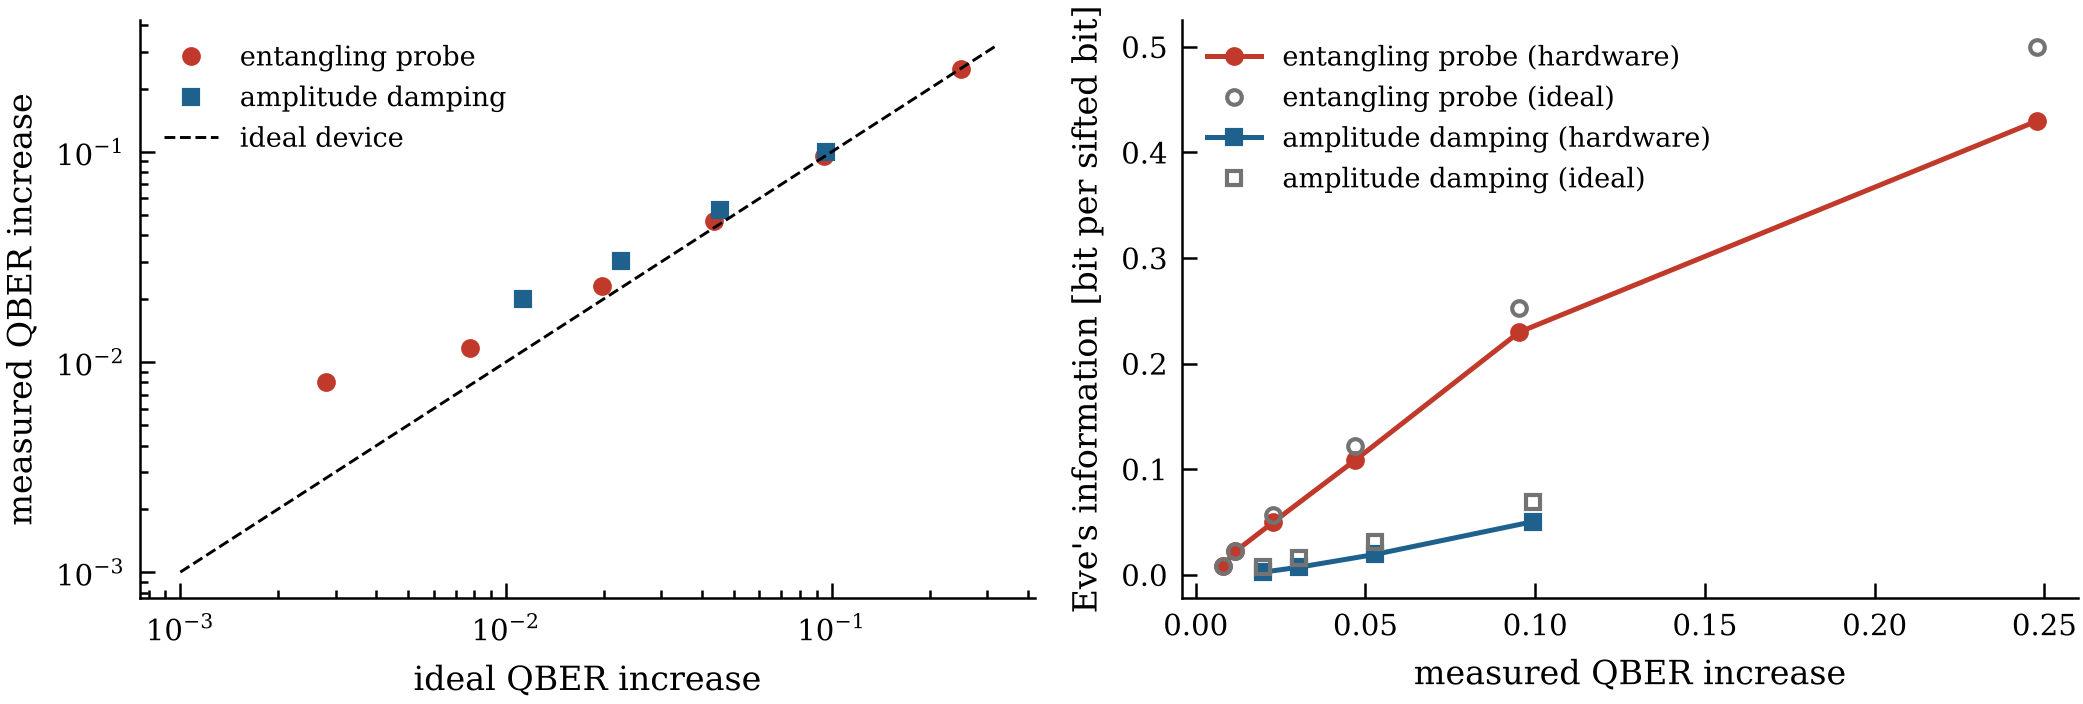 measured QBER increase
entangling probe
amplitude damping
ideal device
10⁻¹
10⁻²
10⁻³
10⁻³ 10⁻² 10⁻¹
ideal QBER increase
Eve's information [bit per sifted bit]
entangling probe (hardware)
entangling probe (ideal)
amplitude damping (hardware)
amplitude damping (ideal)
0.5
0.4
0.3
0.2
0.1
0.0
0.00 0.05 0.10 0.15 0.20 0.25
measured QBER increase